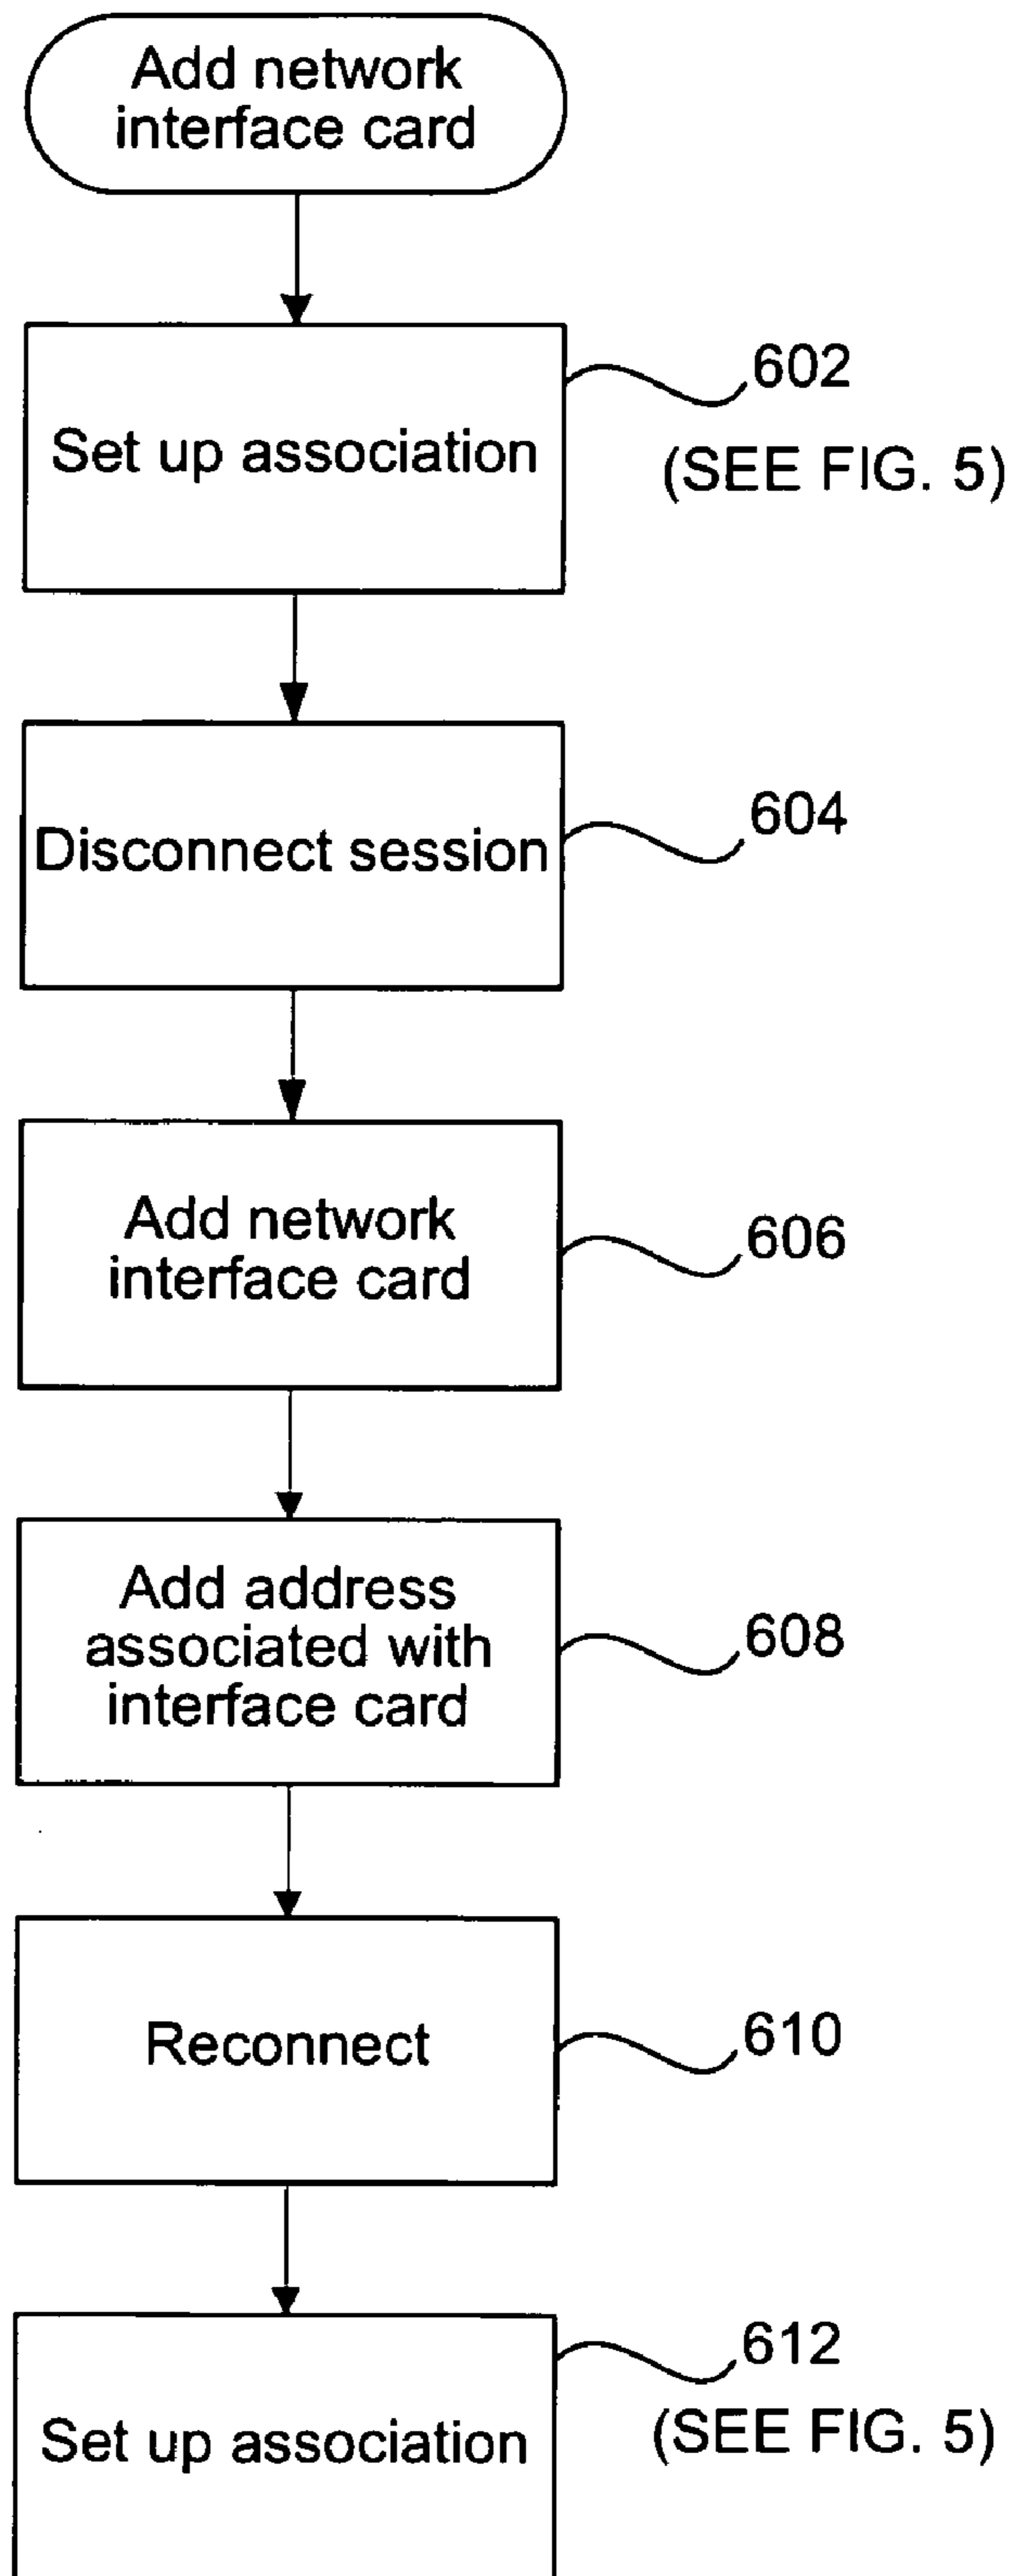 Add network
interface card
602
Set up association
(SEE FIG. 5)
604
Disconnect session
Add network
interface card
606
Add address
associated with
interface card
608
Reconnect
610
612
Set up association
(SEE FIG. 5)